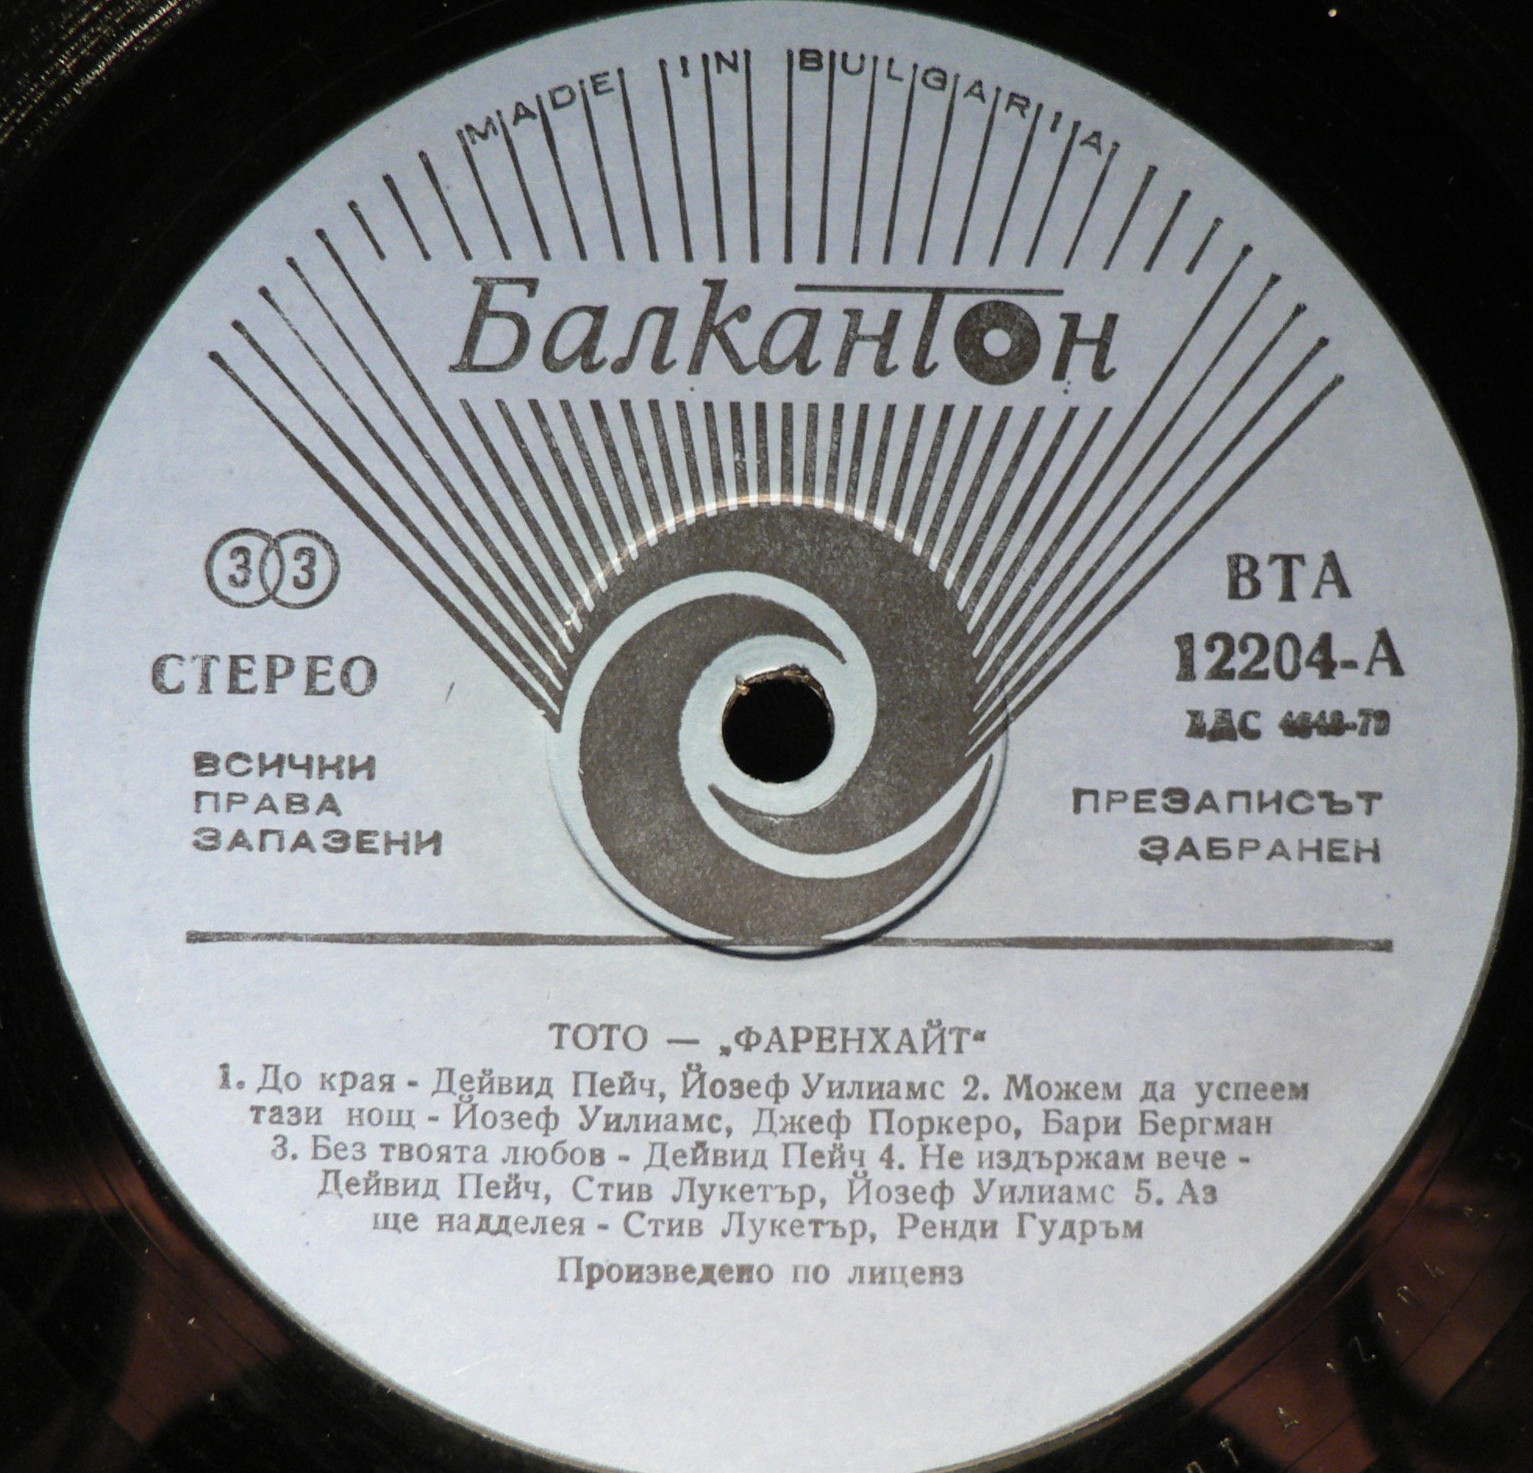 MADE IN BULGARIA
Балкантон
33
СТЕРЕО
ВСИЧКИ
ПРАВА
ЗАПАЗЕНИ
ВТА
12204-А
БДС
ПРЕЗАПИСЪТ
ЗАБРАНЕН
ТОТО — „ФАРЕНХАЙТ“
1. До края - Дейвид Пейч, Йозеф Уилиамс 2. Можем да успеем
тази нощ - Йозеф Уилиамс, Джеф Поркеро, Бари Бергман
3. Без твоята любов - Дейвид Пейч 4. Не издържам вече -
Дейвид Пейч, Стив Лукетър, Йозеф Уилиамс 5. Аз
ще надделея - Стив Лукетър, Ренди Гудръм
Произведено по лиценз